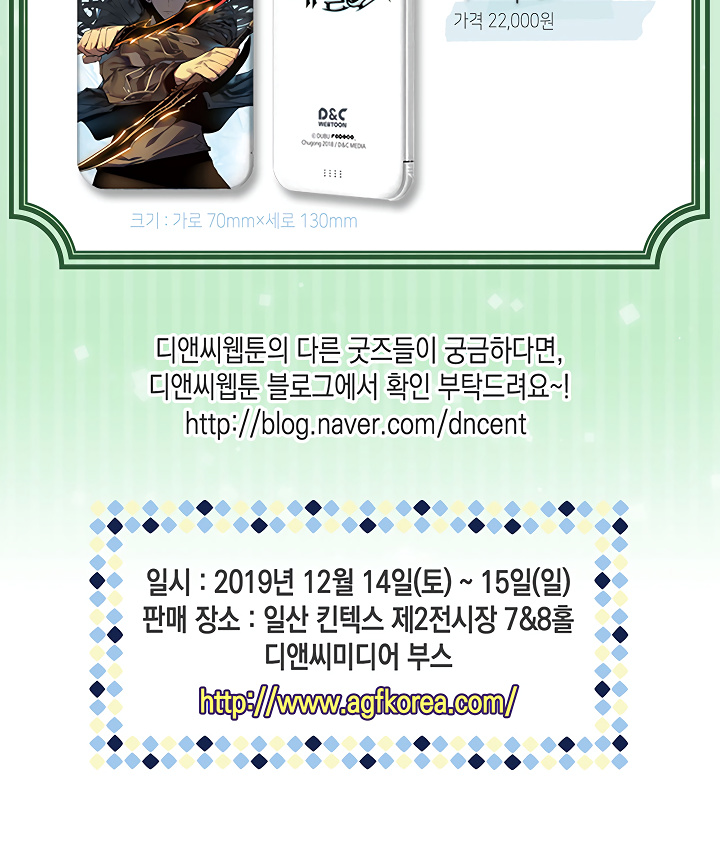 가격 22,000원
D&C
WEBTOON
Chugong 2018 / D&C MEDIA
크기 : 가로 70mm×세로 130mm
디앤씨웹툰의 다른 굿즈들이 궁금하다면,
디앤씨웹툰 블로그에서 확인 부탁드려요~!
http://blog.naver.com/dncent
일시 : 2019년 12월 14일(토) ~ 15일(일)
판매 장소 : 일산 킨텍스 제2전시장 7&8홀
디앤씨미디어 부스
http://www.agfkorea.com/